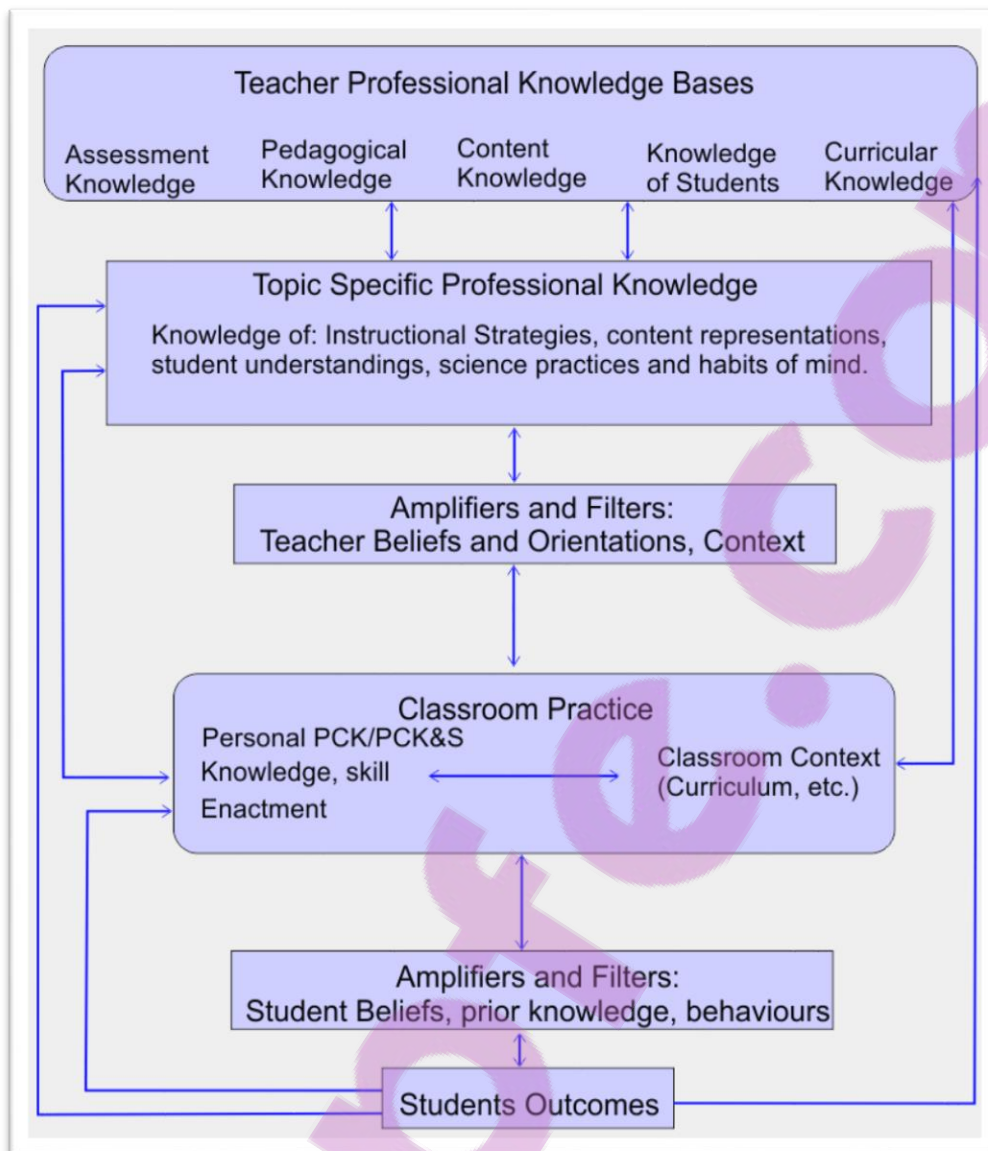 Teacher Professional Knowledge Bases
Assessment Knowledge
Pedagogical Knowledge
Content Knowledge
Knowledge of Students
Curricular Knowledge
Topic Specific Professional Knowledge
Knowledge of: Instructional Strategies, content representations,
student understandings, science practices and habits of mind.
Amplifiers and Filters:
Teacher Beliefs and Orientations, Context
Classroom Practice
Personal PCK/PCK&S
Knowledge, skill
Enactment
Classroom Context
(Curriculum, etc.)
Amplifiers and Filters:
Student Beliefs, prior knowledge, behaviours
Students Outcomes
pfe.co